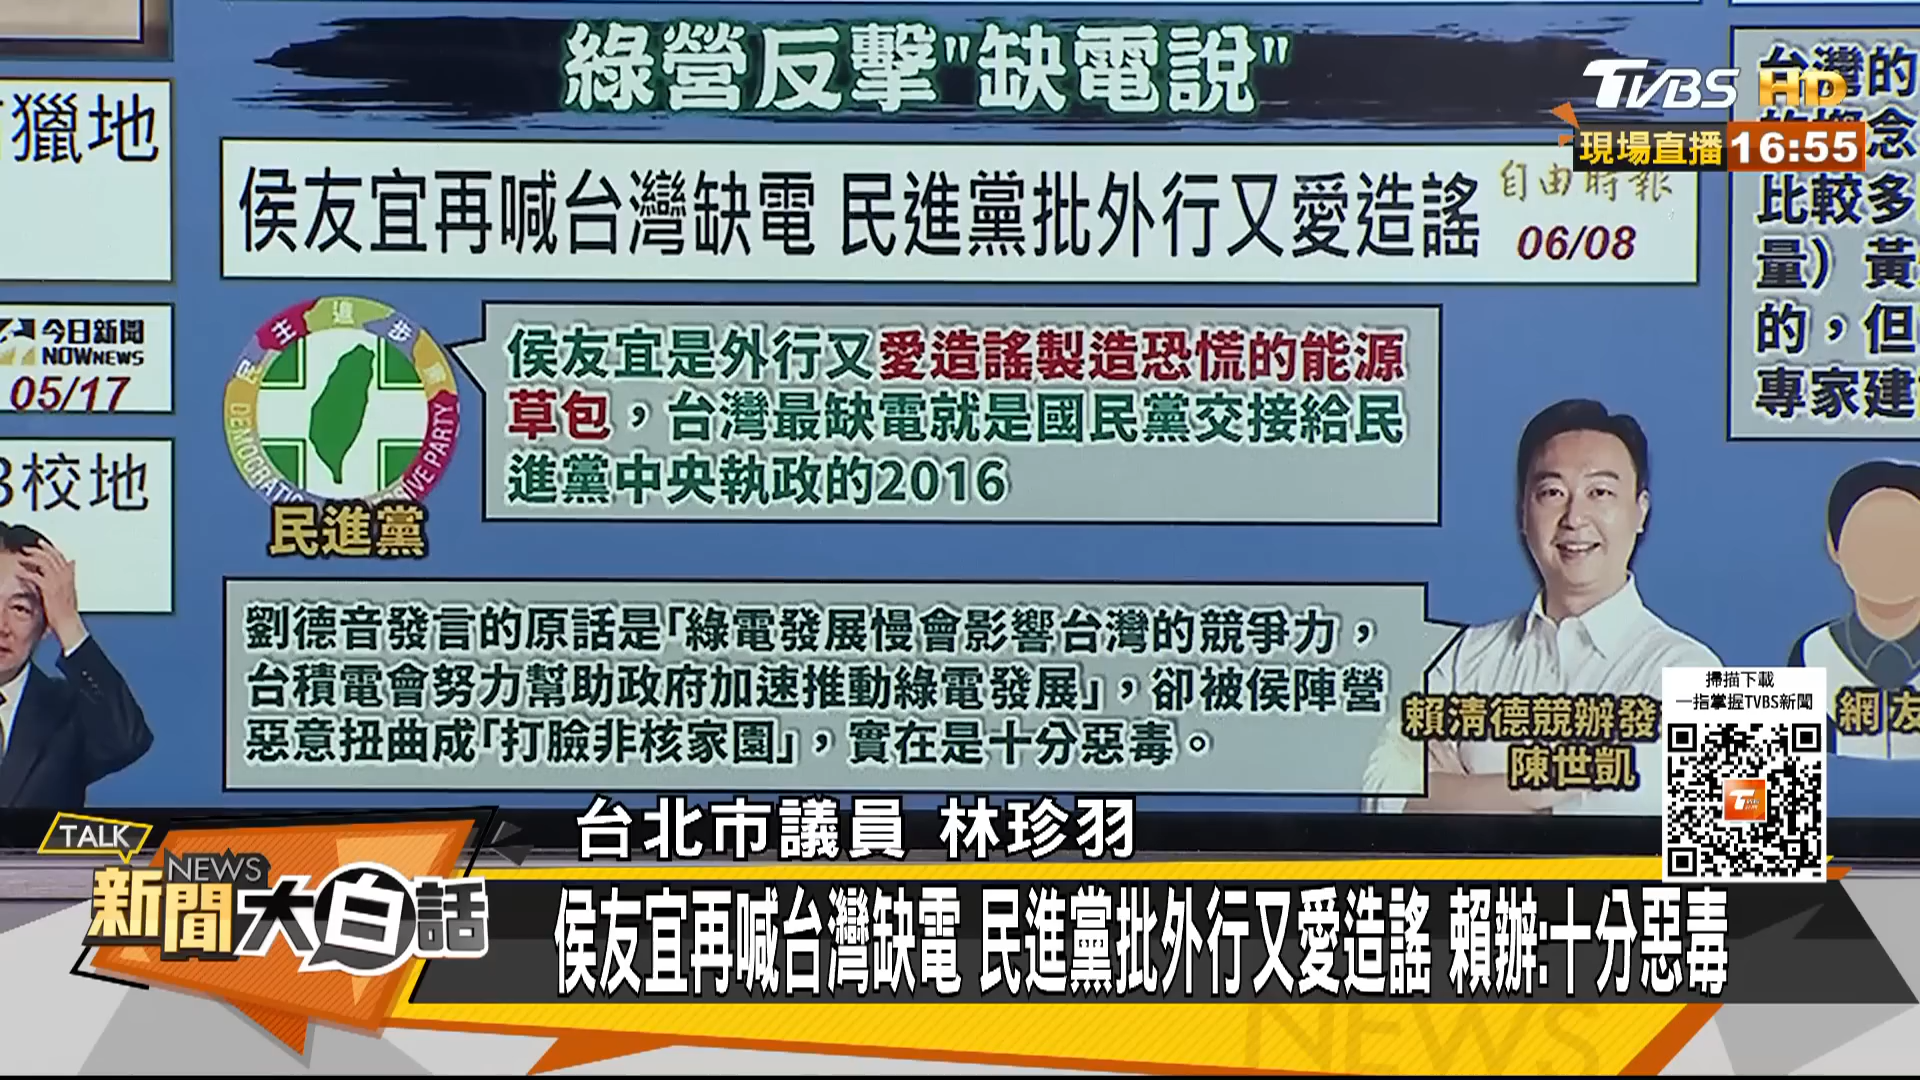 綠營反擊"缺電說"
TVBS HD
現場直播 16:55
侯友宜再喊台灣缺電 民進黨批外行又愛造謠
自由時報
06/08
獵地
今日新聞
NOWNEWS
05/17
校地
民主進步黨
DEMOCRATIC
SIVE PARTY
民進黨
侯友宜是外行又愛造謠製造恐慌的能源
草包，台灣最缺電就是國民黨交接給民
進黨中央執政的2016
劉德音發言的原話是「綠電發展慢會影響台灣的競爭力，
台積電會努力幫助政府加速推動綠電發展」，卻被侯陣營
惡意扭曲成「打臉非核家園」，實在是十分惡毒。
賴清德競辦發
陳世凱
台灣的
念
比較多
量）黃
的，但
專家建
網友
掃描下載
一指掌握TVBS新聞
台北市議員 林珍羽
TALK
NEWS
新聞大白話
侯友宜再喊台灣缺電 民進黨批外行又愛造謠 賴辦:十分惡毒
NEWS